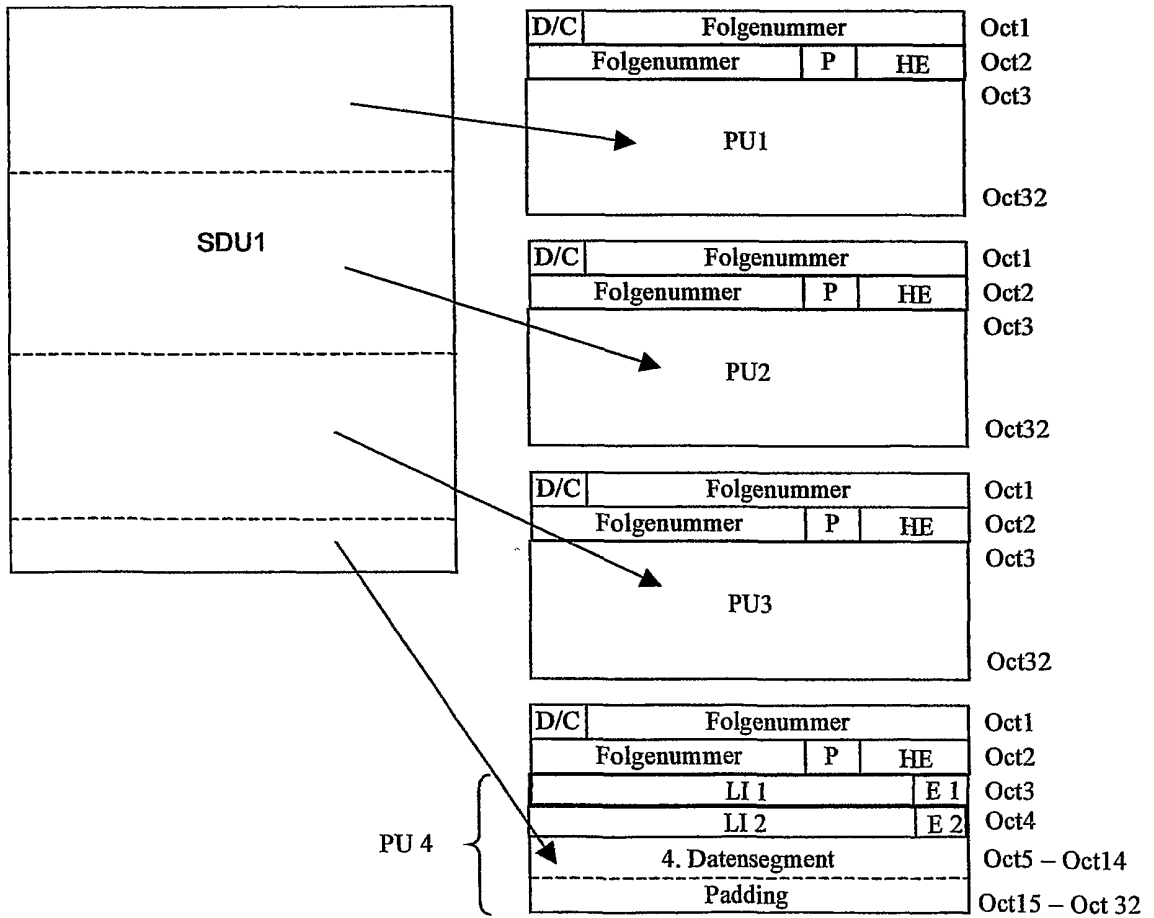 D/C Folgenummer Oct1
Folgenummer P HE Oct2
Oct3
PU1
Oct32
SDU1
D/C Folgenummer Oct1
Folgenummer P HE Oct2
Oct3
PU2
Oct32
D/C Folgenummer Oct1
Folgenummer P HE Oct2
Oct3
PU3
Oct32
D/C Folgenummer Oct1
Folgenummer P HE Oct2
LI 1 E 1 Oct3
LI 2 E 2 Oct4
PU 4
4. Datensegment Oct5 – Oct14
Padding Oct15 – Oct 32